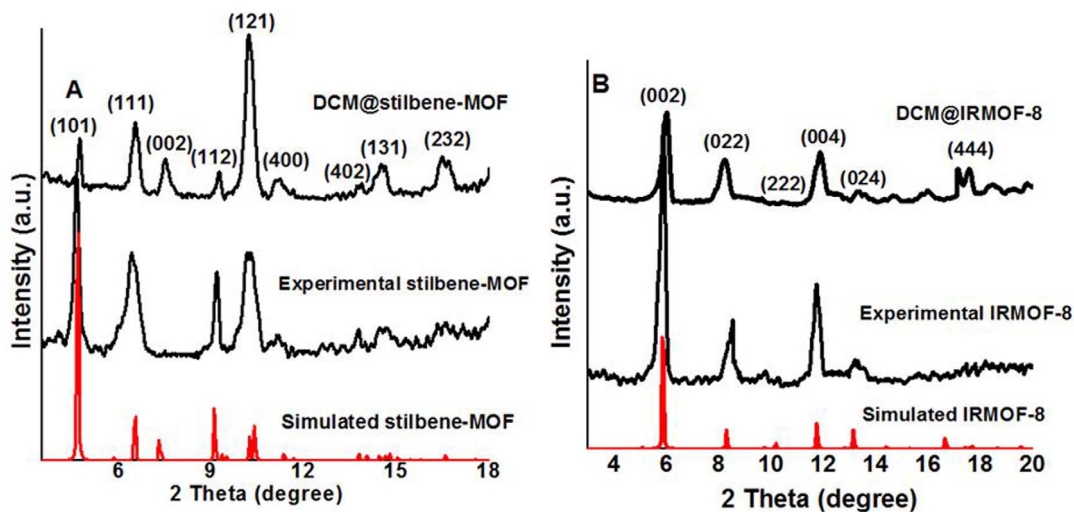 A
(101)
(111)
(002)
(112)
(121)
(400)
(402)
(131)
(232)
DCM@stilbene-MOF
Experimental stilbene-MOF
Simulated stilbene-MOF
Intensity (a.u.)
6 9 10 15 18
2 Theta (degree)
B
(002)
(022)
(222)
(004)
(024)
(444)
DCM@IRMOF-8
Experimental IRMOF-8
Simulated IRMOF-8
Intensity (a.u.)
4 6 8 10 12 14 16 18 20
2 Theta (degree)